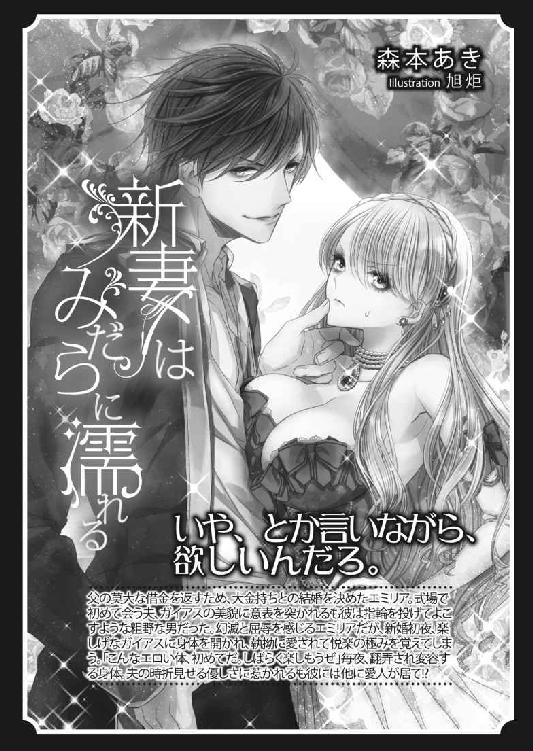 森本あき
Illustration 旭炬
新妻は
みだらに濡れる
いや、とか言いながら、
欲しいんだろ。
父の莫大な借金を返すため、大金持ちとの結婚を決めたエミリア。式場で
初めて会う夫、ガイアスの美貌に意表を突かれるも、彼は指輪を投げてよこ
すような粗野な男だった。幻滅と屈辱を感じるエミリアだが「新婚初夜、楽
しげなガイアスに身体を開かれ、執拗に愛されて悦楽の極みを覚えてしま
う。「こんなエロい体、初めてだ。しばらく楽しもうぜ」毎夜、翻弄され変容す
る身体。夫の時折見せる優しさに惹かれるも彼には他に愛人が居て!?